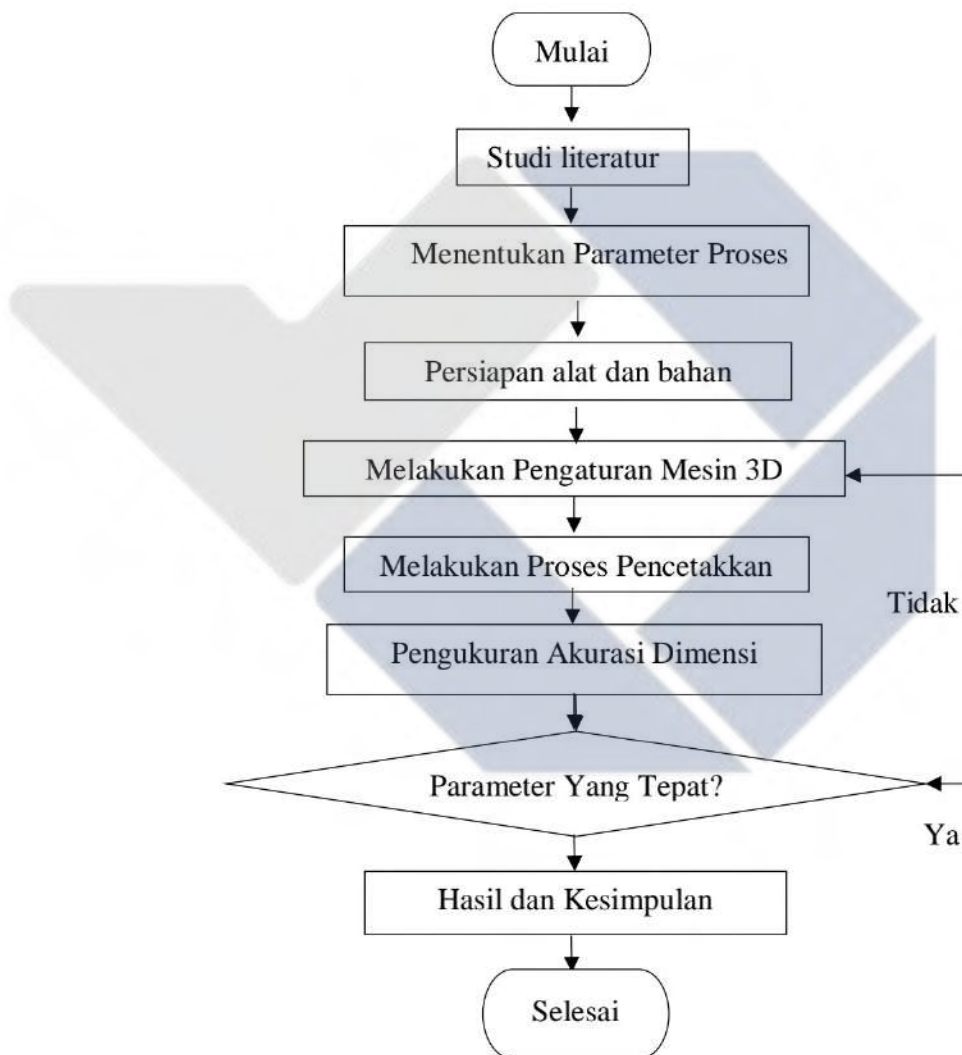 Mulai
Studi literatur
Menentukan Parameter Proses
Persiapan alat dan bahan
Melakukan Pengaturan Mesin 3D
Melakukan Proses Pencetakkan
Tidak
Pengukuran Akurasi Dimensi
Parameter Yang Tepat?
Ya
Hasil dan Kesimpulan
Selesai